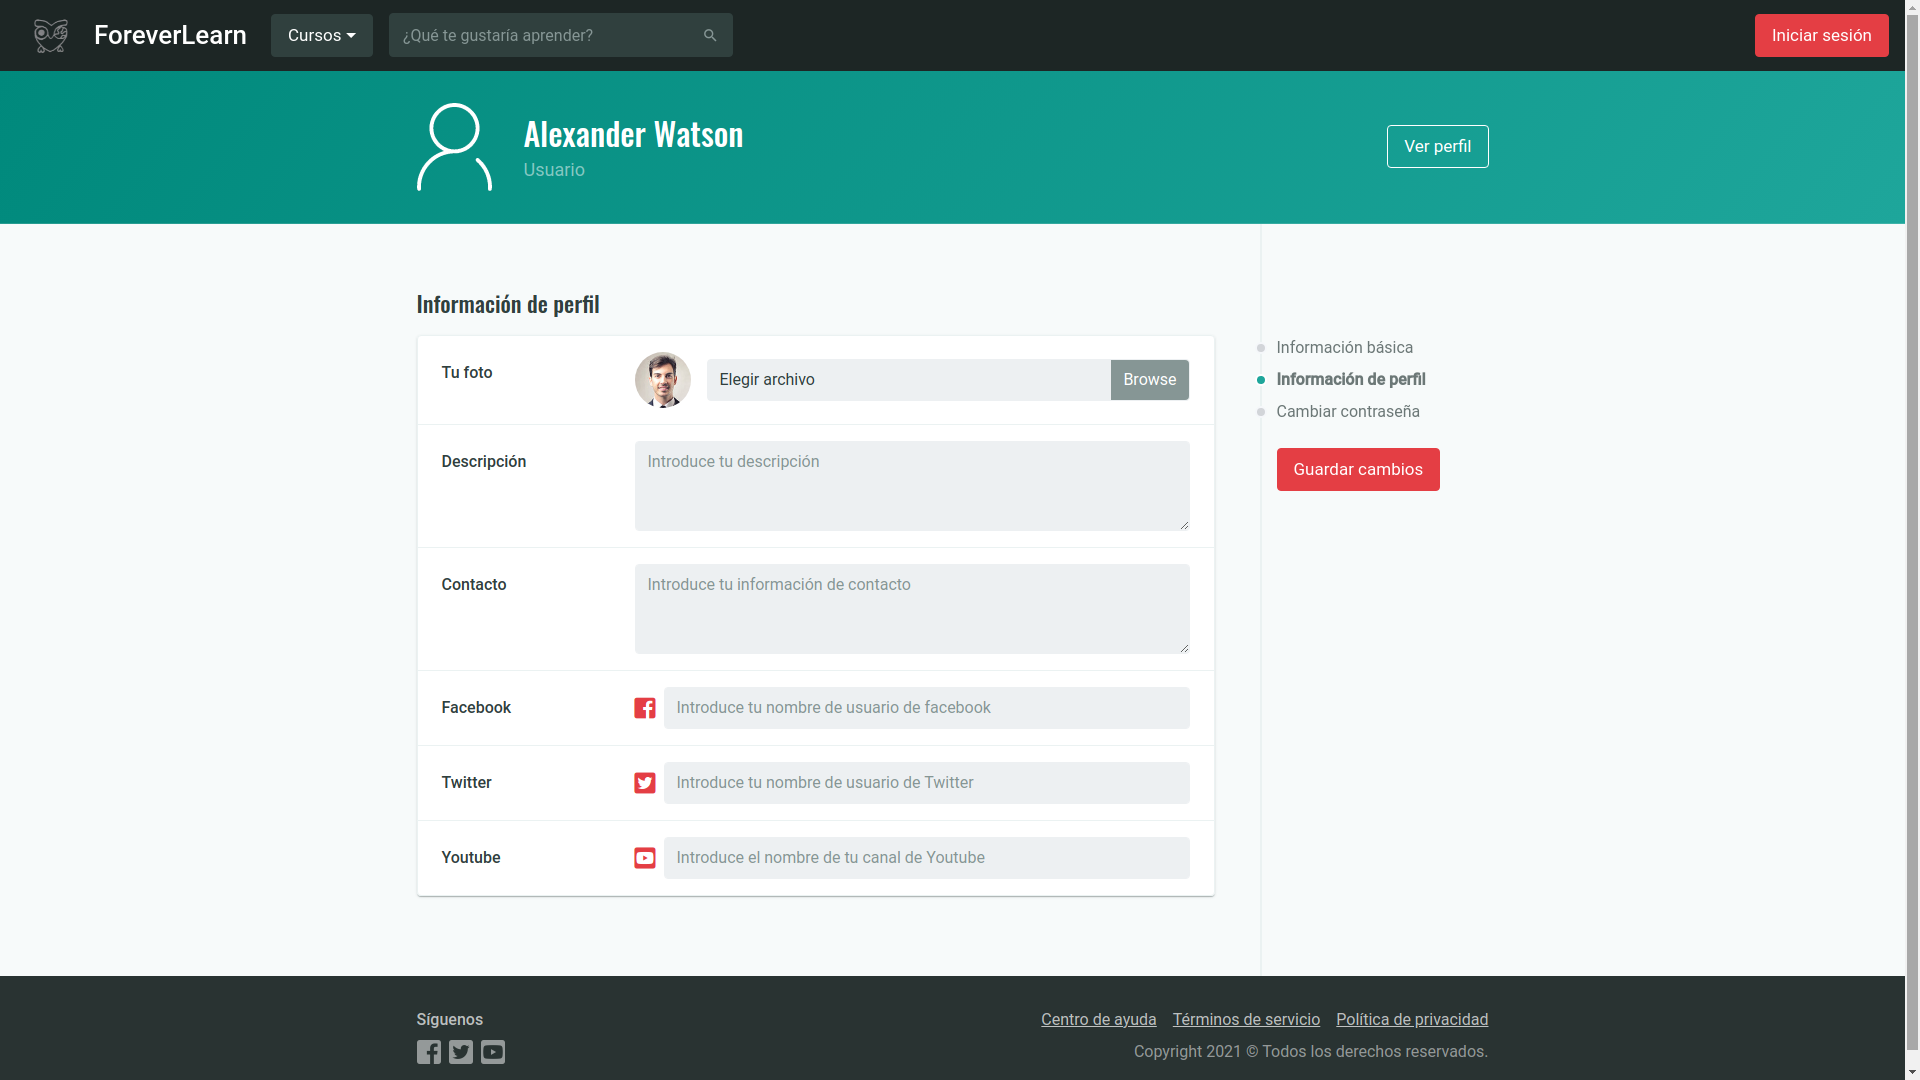 ForeverLearn
Cursos
¿Qué te gustaría aprender?
Iniciar sesión
Alexander Watson
Usuario
Ver perfil
Información de perfil
Tu foto
Elegir archivo
Browse
Descripción
Introduce tu descripción
Contacto
Introduce tu información de contacto
Facebook
Introduce tu nombre de usuario de facebook
Twitter
Introduce tu nombre de usuario de Twitter
Youtube
Introduce el nombre de tu canal de Youtube
Información básica
Información de perfil
Cambiar contraseña
Guardar cambios
Síguenos
Centro de ayuda
Términos de servicio
Política de privacidad
Copyright 2021 © Todos los derechos reservados.